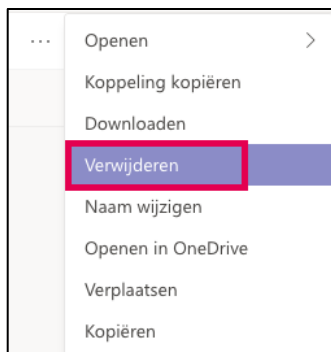 ... Openen >
Koppeling kopiëren
Downloaden
Verwijderen
Naam wijzigen
Openen in OneDrive
Verplaatsen
Kopiëren